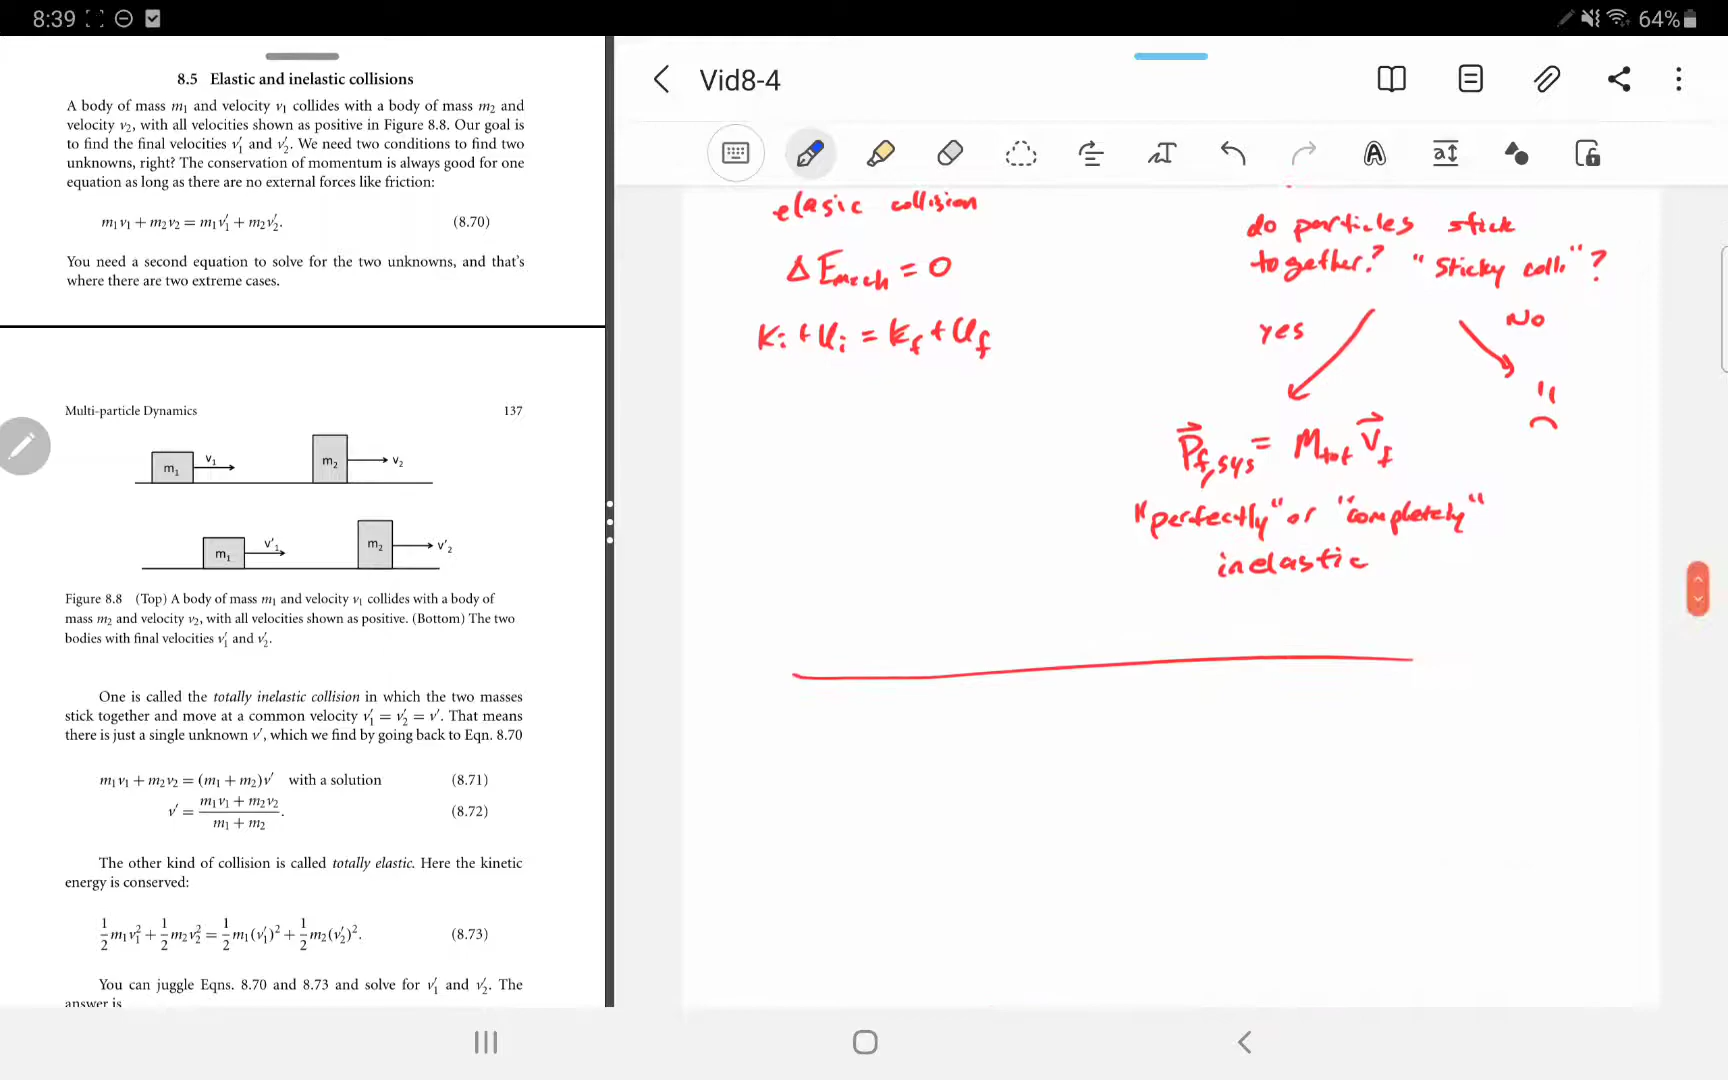 8:39
64%
8.5 Elastic and inelastic collisions
A body of mass m₁ and velocity v₁ collides with a body of mass m₂ and
velocity v₂, with all velocities shown as positive in Figure 8.8. Our goal is
to find the final velocities v′₁ and v′₂. We need two conditions to find two
unknowns, right? The conservation of momentum is always good for one
equation as long as there are no external forces like friction:
m₁v₁ + m₂v₂ = m₁v′₁ + m₂v′₂. (8.70)
You need a second equation to solve for the two unknowns, and that's
where there are two extreme cases.
Multi-particle Dynamics 137
m₁ v₁ m₂ v₂
m₁ v′₁ m₂ v′₂
Figure 8.8 (Top) A body of mass m₁ and velocity v₁ collides with a body of
mass m₂ and velocity v₂, with all velocities shown as positive. (Bottom) The two
bodies with final velocities v′₁ and v′₂.
One is called the totally inelastic collision in which the two masses
stick together and move at a common velocity v′₁ = v′₂ = v′. That means
there is just a single unknown v′, which we find by going back to Eqn. 8.70
m₁v₁ + m₂v₂ = (m₁ + m₂)v′ with a solution (8.71)
v′ = (m₁v₁ + m₂v₂)/(m₁ + m₂). (8.72)
The other kind of collision is called totally elastic. Here the kinetic
energy is conserved:
1/2 m₁v₁² + 1/2 m₂v₂² = 1/2 m₁(v′₁)² + 1/2 m₂(v′₂)². (8.73)
You can juggle Eqns. 8.70 and 8.73 and solve for v′₁ and v′₂. The
answer is
Vid8-4
elasic collision
Δ Emech = 0
Ki + Ui = Kf + Uf
do particles stick
together? "Sticky coll."?
Yes
No
P⃗f,sys = Mtot v⃗f
"perfectly" or "completely"
inelastic